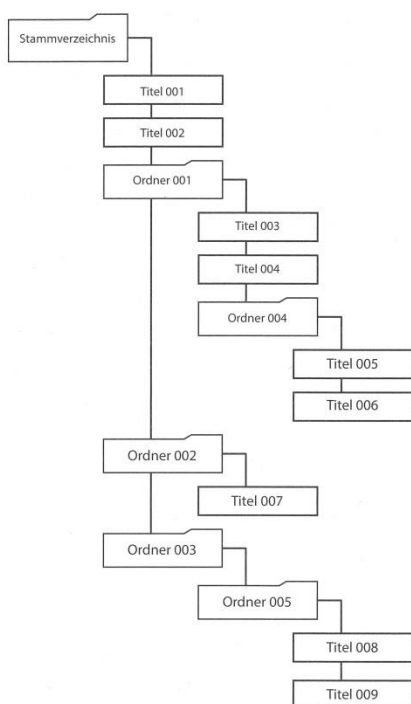 Stammverzeichnis
Titel 001
Titel 002
Ordner 001
Titel 003
Titel 004
Ordner 004
Titel 005
Titel 006
Ordner 002
Titel 007
Ordner 003
Ordner 005
Titel 008
Titel 009